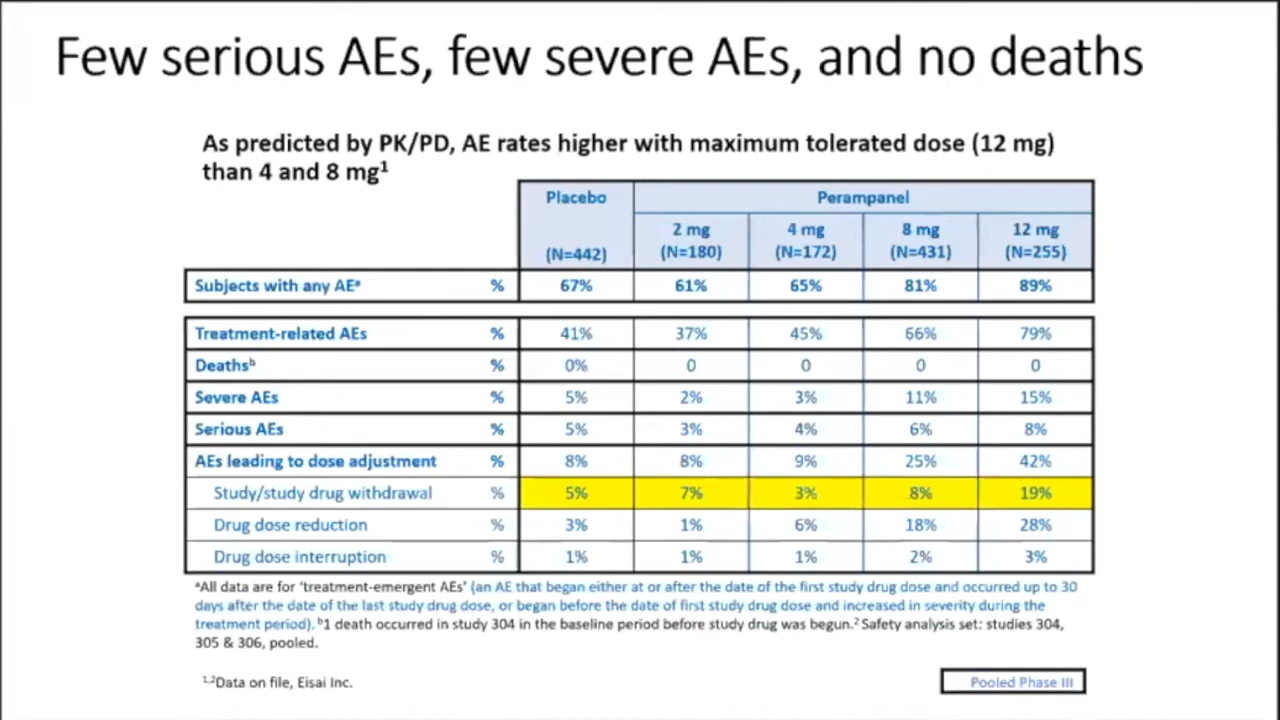 Few serious AEs, few severe AEs, and no deaths
As predicted by PK/PD, AE rates higher with maximum tolerated dose (12 mg)
than 4 and 8 mg¹
Placebo Perampanel
2 mg 4 mg 8 mg 12 mg
(N=442) (N=180) (N=172) (N=431) (N=255)
Subjects with any AEᵃ % 67% 61% 65% 81% 89%
Treatment-related AEs % 41% 37% 45% 66% 79%
Deathsᵇ % 0% 0 0 0 0
Severe AEs % 5% 2% 3% 11% 15%
Serious AEs % 5% 3% 4% 6% 8%
AEs leading to dose adjustment % 8% 8% 9% 25% 42%
Study/study drug withdrawal % 5% 7% 3% 8% 19%
Drug dose reduction % 3% 1% 6% 18% 28%
Drug dose interruption % 1% 1% 1% 2% 3%
ᵃAll data are for ‘treatment-emergent AEs’ (an AE that began either at or after the date of the first study drug dose and occurred up to 30
days after the date of the last study drug dose, or began before the date of first study drug dose and increased in severity during the
treatment period). ᵇ1 death occurred in study 304 in the baseline period before study drug was begun.² Safety analysis set: studies 304,
305 & 306, pooled.
¹,²Data on file, Eisai Inc.
Pooled Phase III